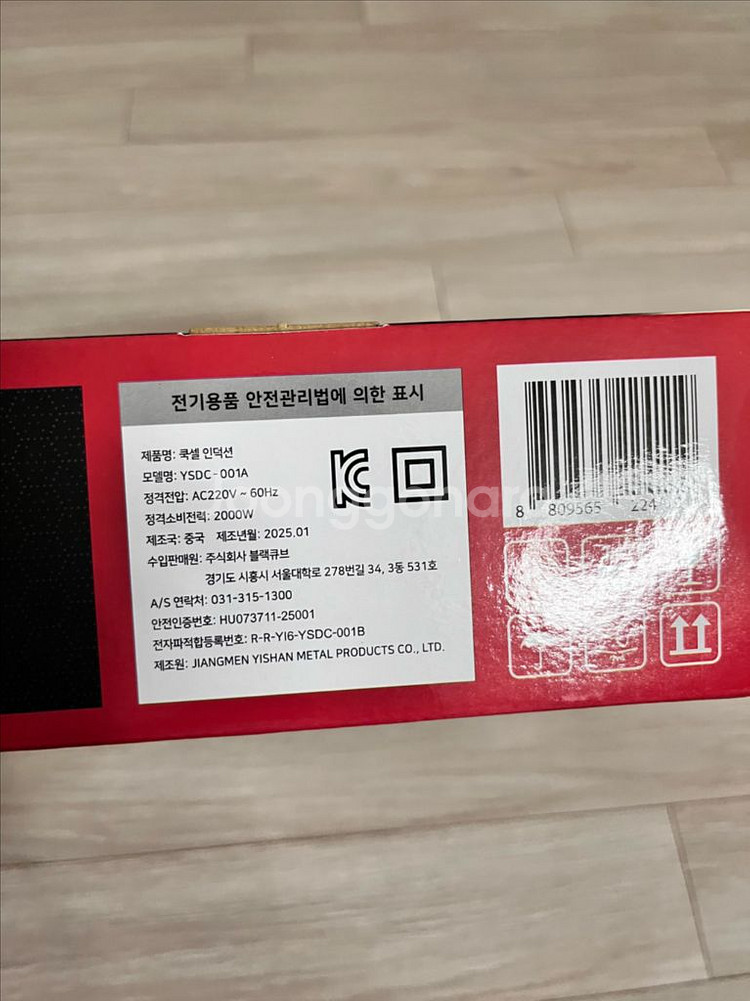 전기용품 안전관리법에 의한 표시
제품명: 쿡셀 인덕션
모델명: YSDC-001A
정격전압: AC220V ~ 60Hz
정격소비전력: 2000W
제조국: 중국 제조년월: 2025.01
수입판매원: 주식회사 블랙큐브
경기도 시흥시 서울대학로 278번길 34, 3동 531호
A/S 연락처: 031-315-1300
안전인증번호: HU073711-25001
전자파적합등록번호: R-R-YI6-YSDC-001B
제조원: JIANGMEN YISHAN METAL PRODUCTS CO., LTD.
8 809565 224